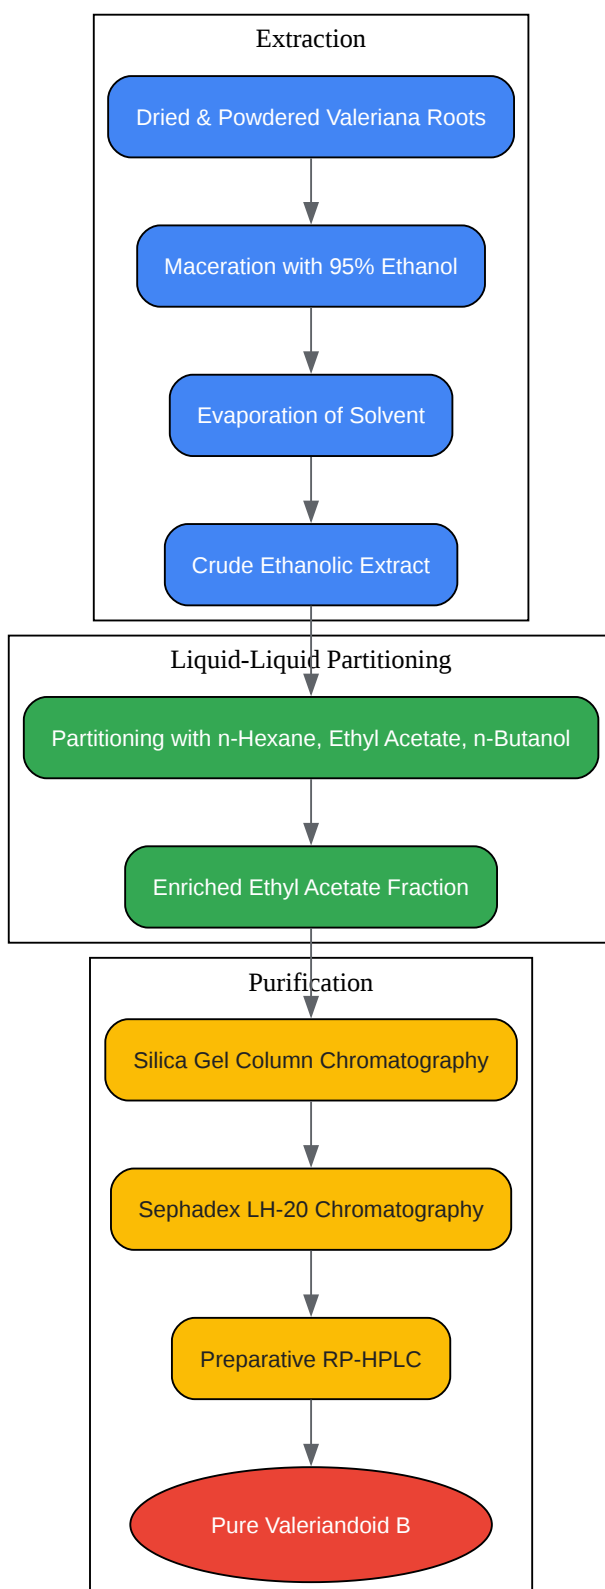 Extraction
Dried & Powdered Valeriana Roots
Maceration with 95% Ethanol
Evaporation of Solvent
Crude Ethanolic Extract
Liquid-Liquid Partitioning
Partitioning with n-Hexane, Ethyl Acetate, n-Butanol
Enriched Ethyl Acetate Fraction
Purification
Silica Gel Column Chromatography
Sephadex LH-20 Chromatography
Preparative RP-HPLC
Pure Valeriandoid B